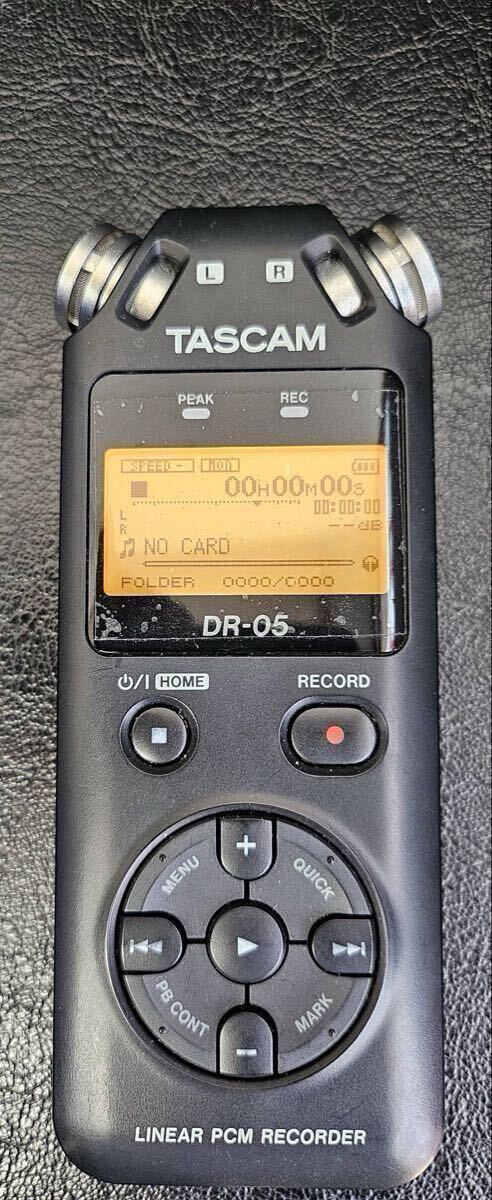 L R
TASCAM
PEAK REC
SPEED - MON
00H00M00S
L 00:00:00
R --dB
NO CARD
FOLDER 0000/0000
DR-05
⏻/I HOME RECORD
+
MENU QUICK
PB CONT MARK
-
LINEAR PCM RECORDER